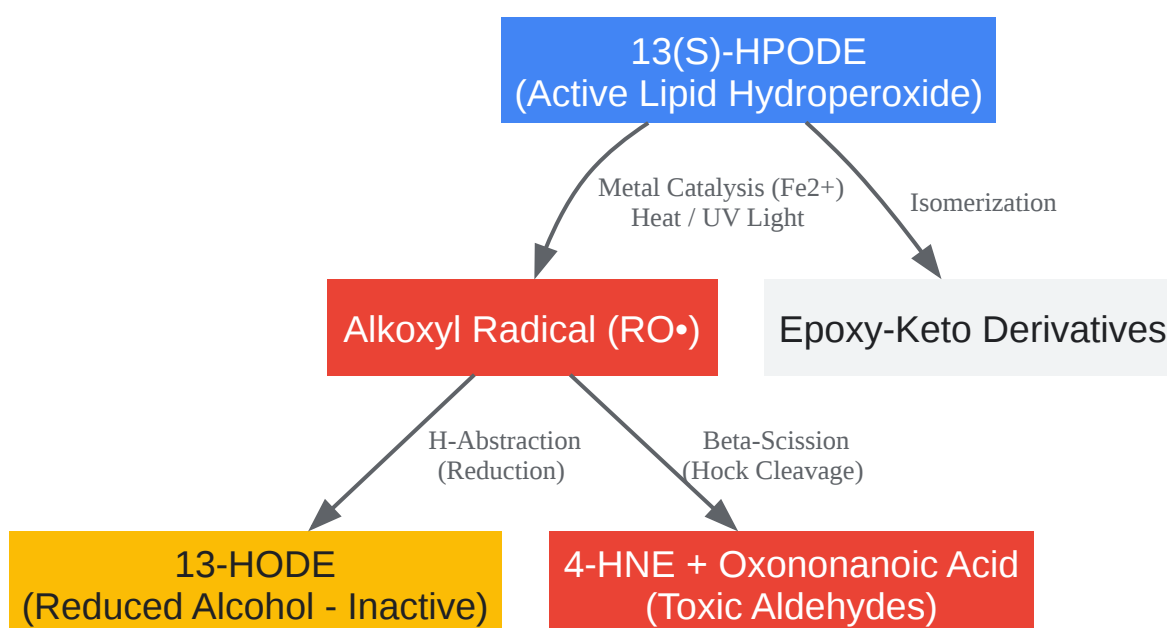 13(S)-HPODE
(Active Lipid Hydroperoxide)
Metal Catalysis (Fe2+)
Heat / UV Light
Isomerization
Alkoxyl Radical (RO•)
Epoxy-Keto Derivatives
H-Abstraction
(Reduction)
Beta-Scission
(Hock Cleavage)
13-HODE
(Reduced Alcohol - Inactive)
4-HNE + Oxononanoic Acid
(Toxic Aldehydes)